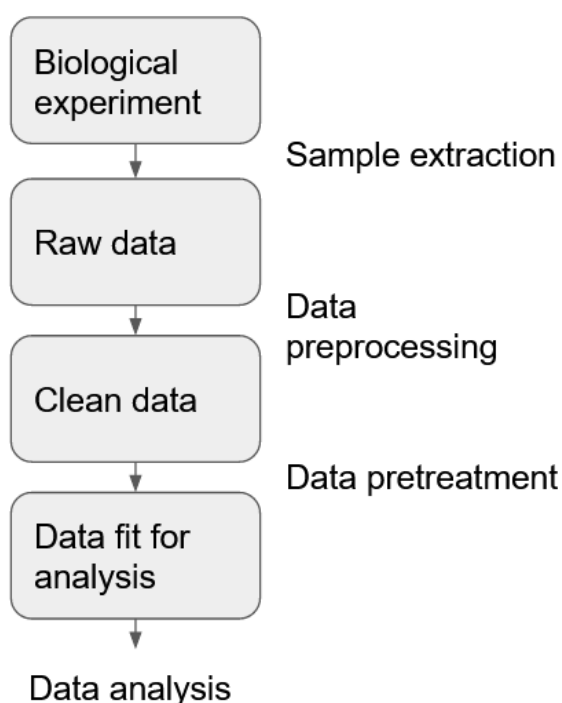 Biological
experiment
Sample extraction
Raw data
Data
preprocessing
Clean data
Data pretreatment
Data fit for
analysis
Data analysis